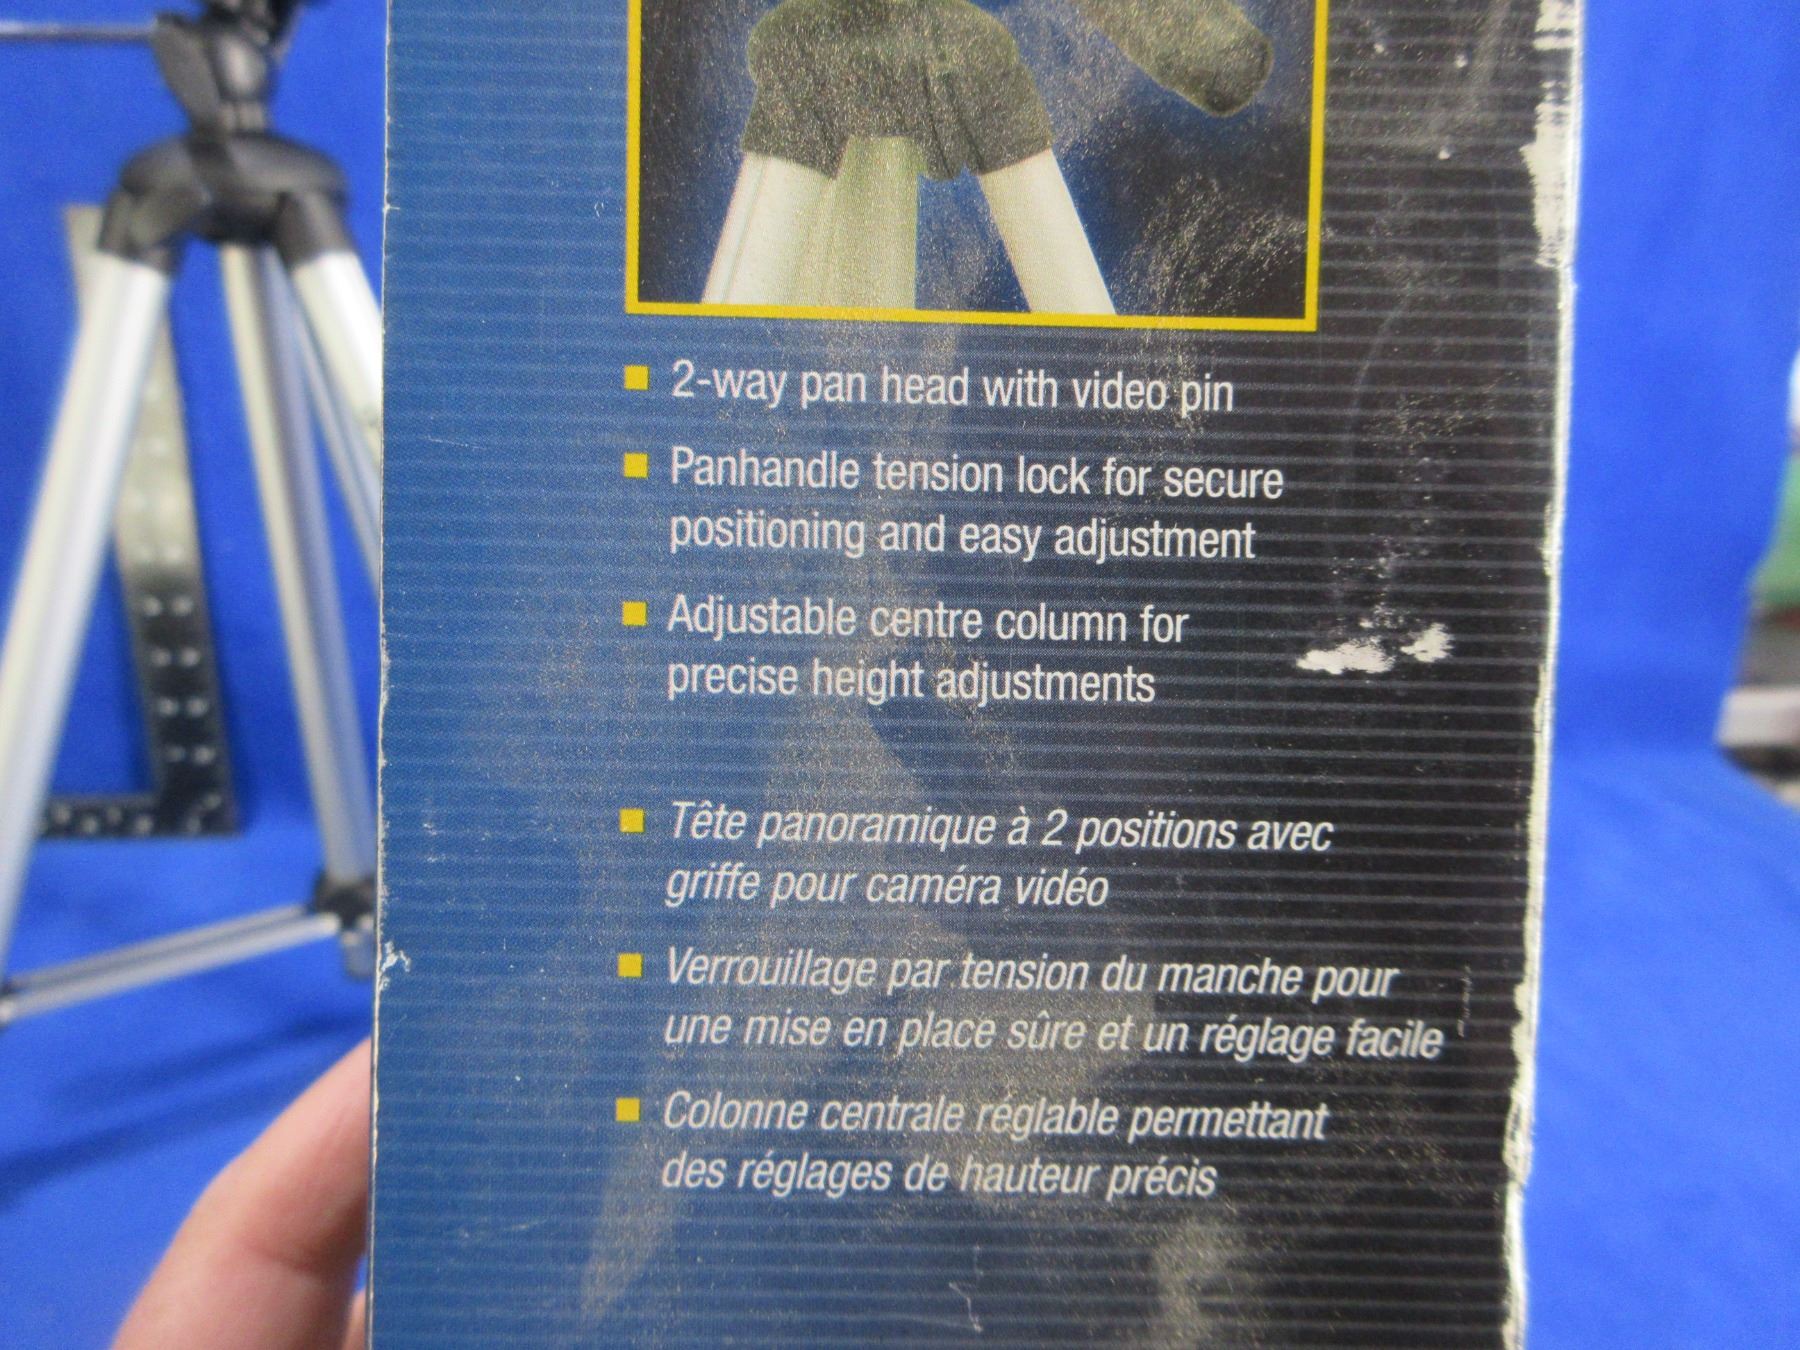 2-way pan head with video pin
Panhandle tension lock for secure
positioning and easy adjustment
Adjustable centre column for
precise height adjustments
Tête panoramique à 2 positions avec
griffe pour caméra vidéo
Verrouillage par tension du manche pour
une mise en place sûre et un réglage facile
Colonne centrale réglable permettant
des réglages de hauteur précis